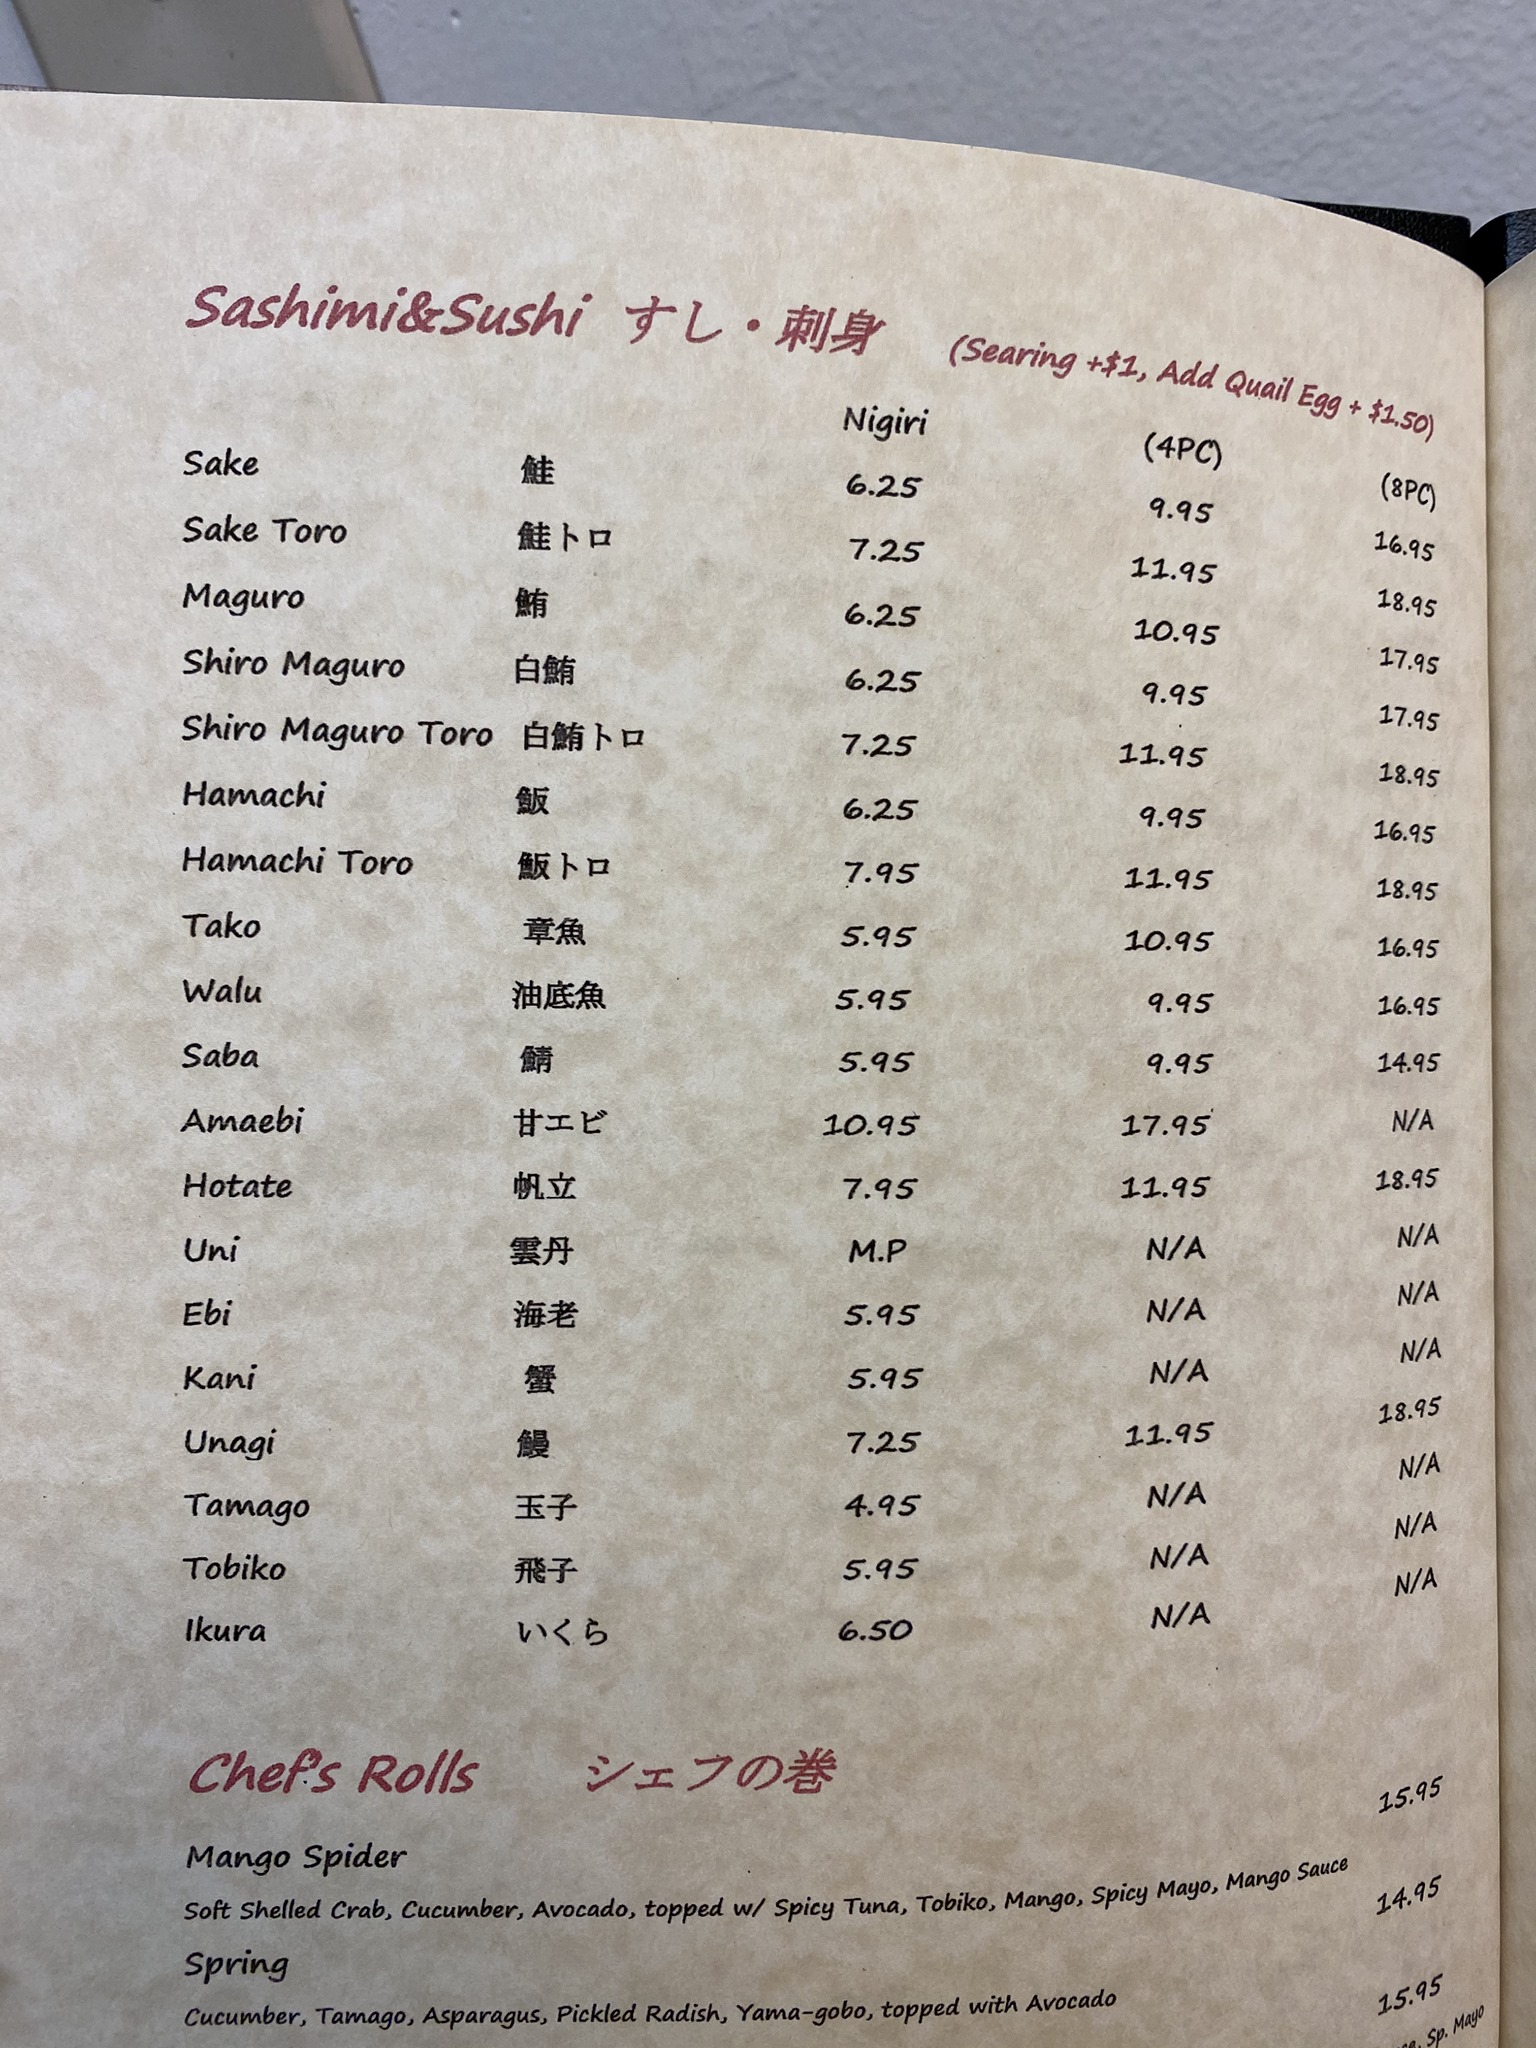 Sashimi&Sushi すし・刺身 (Searing +$1, Add Quail Egg + $1.50)
Nigiri (4PC) (8PC)
Sake 鮭 6.25 9.95 16.95
Sake Toro 鮭トロ 7.25 11.95 18.95
Maguro 鮪 6.25 10.95 17.95
Shiro Maguro 白鮪 6.25 9.95 17.95
Shiro Maguro Toro 白鮪トロ 7.25 11.95 18.95
Hamachi 魬 6.25 9.95 16.95
Hamachi Toro 魬トロ 7.95 11.95 18.95
Tako 章魚 5.95 10.95 16.95
Walu 油底魚 5.95 9.95 16.95
Saba 鯖 5.95 9.95 14.95
Amaebi 甘エビ 10.95 17.95 N/A
Hotate 帆立 7.95 11.95 18.95
Uni 雲丹 M.P N/A N/A
Ebi 海老 5.95 N/A N/A
Kani 蟹 5.95 N/A N/A
Unagi 鰻 7.25 11.95 18.95
Tamago 玉子 4.95 N/A N/A
Tobiko 飛子 5.95 N/A N/A
Ikura いくら 6.50 N/A N/A
Chef's Rolls シェフの巻
Mango Spider 15.95
Soft Shelled Crab, Cucumber, Avocado, topped w/ Spicy Tuna, Tobiko, Mango, Spicy Mayo, Mango Sauce
Spring 14.95
Cucumber, Tamago, Asparagus, Pickled Radish, Yama-gobo, topped with Avocado
15.95
Sp. Mayo